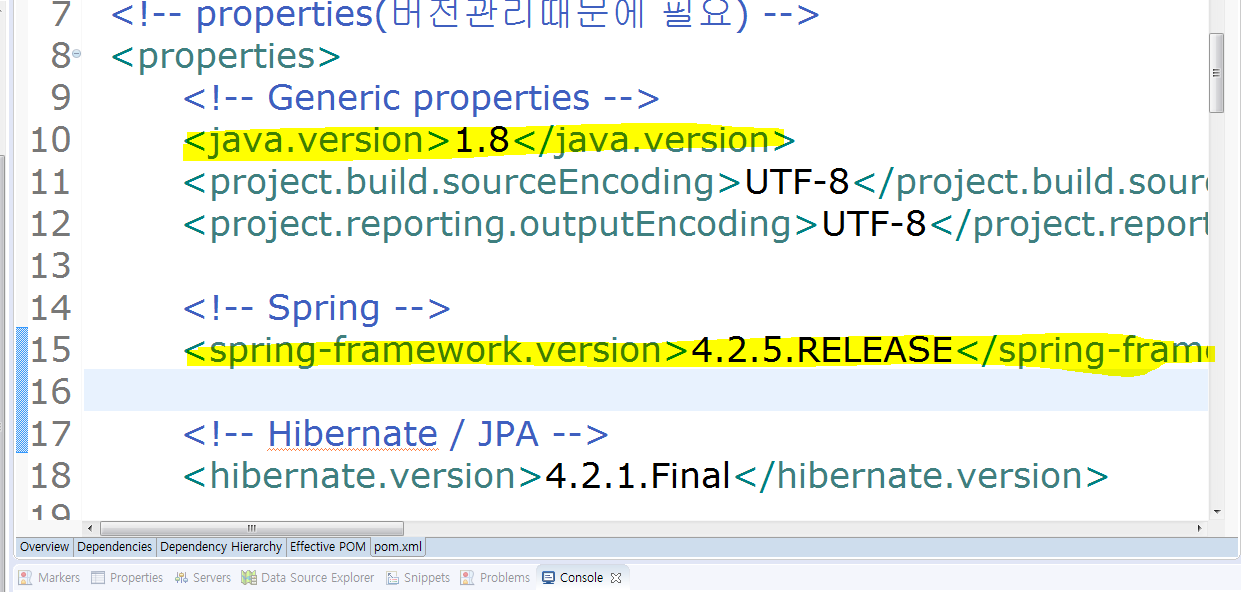 7 <!-- properties(버전관리때문에 필요) -->
8 <properties>
9 <!-- Generic properties -->
10 <java.version>1.8</java.version>
11 <project.build.sourceEncoding>UTF-8</project.build.sour
12 <project.reporting.outputEncoding>UTF-8</project.report
13
14 <!-- Spring -->
15 <spring-framework.version>4.2.5.RELEASE</spring-frame
16
17 <!-- Hibernate / JPA -->
18 <hibernate.version>4.2.1.Final</hibernate.version>
19
Overview Dependencies Dependency Hierarchy Effective POM pom.xml
Markers Properties Servers Data Source Explorer Snippets Problems Console